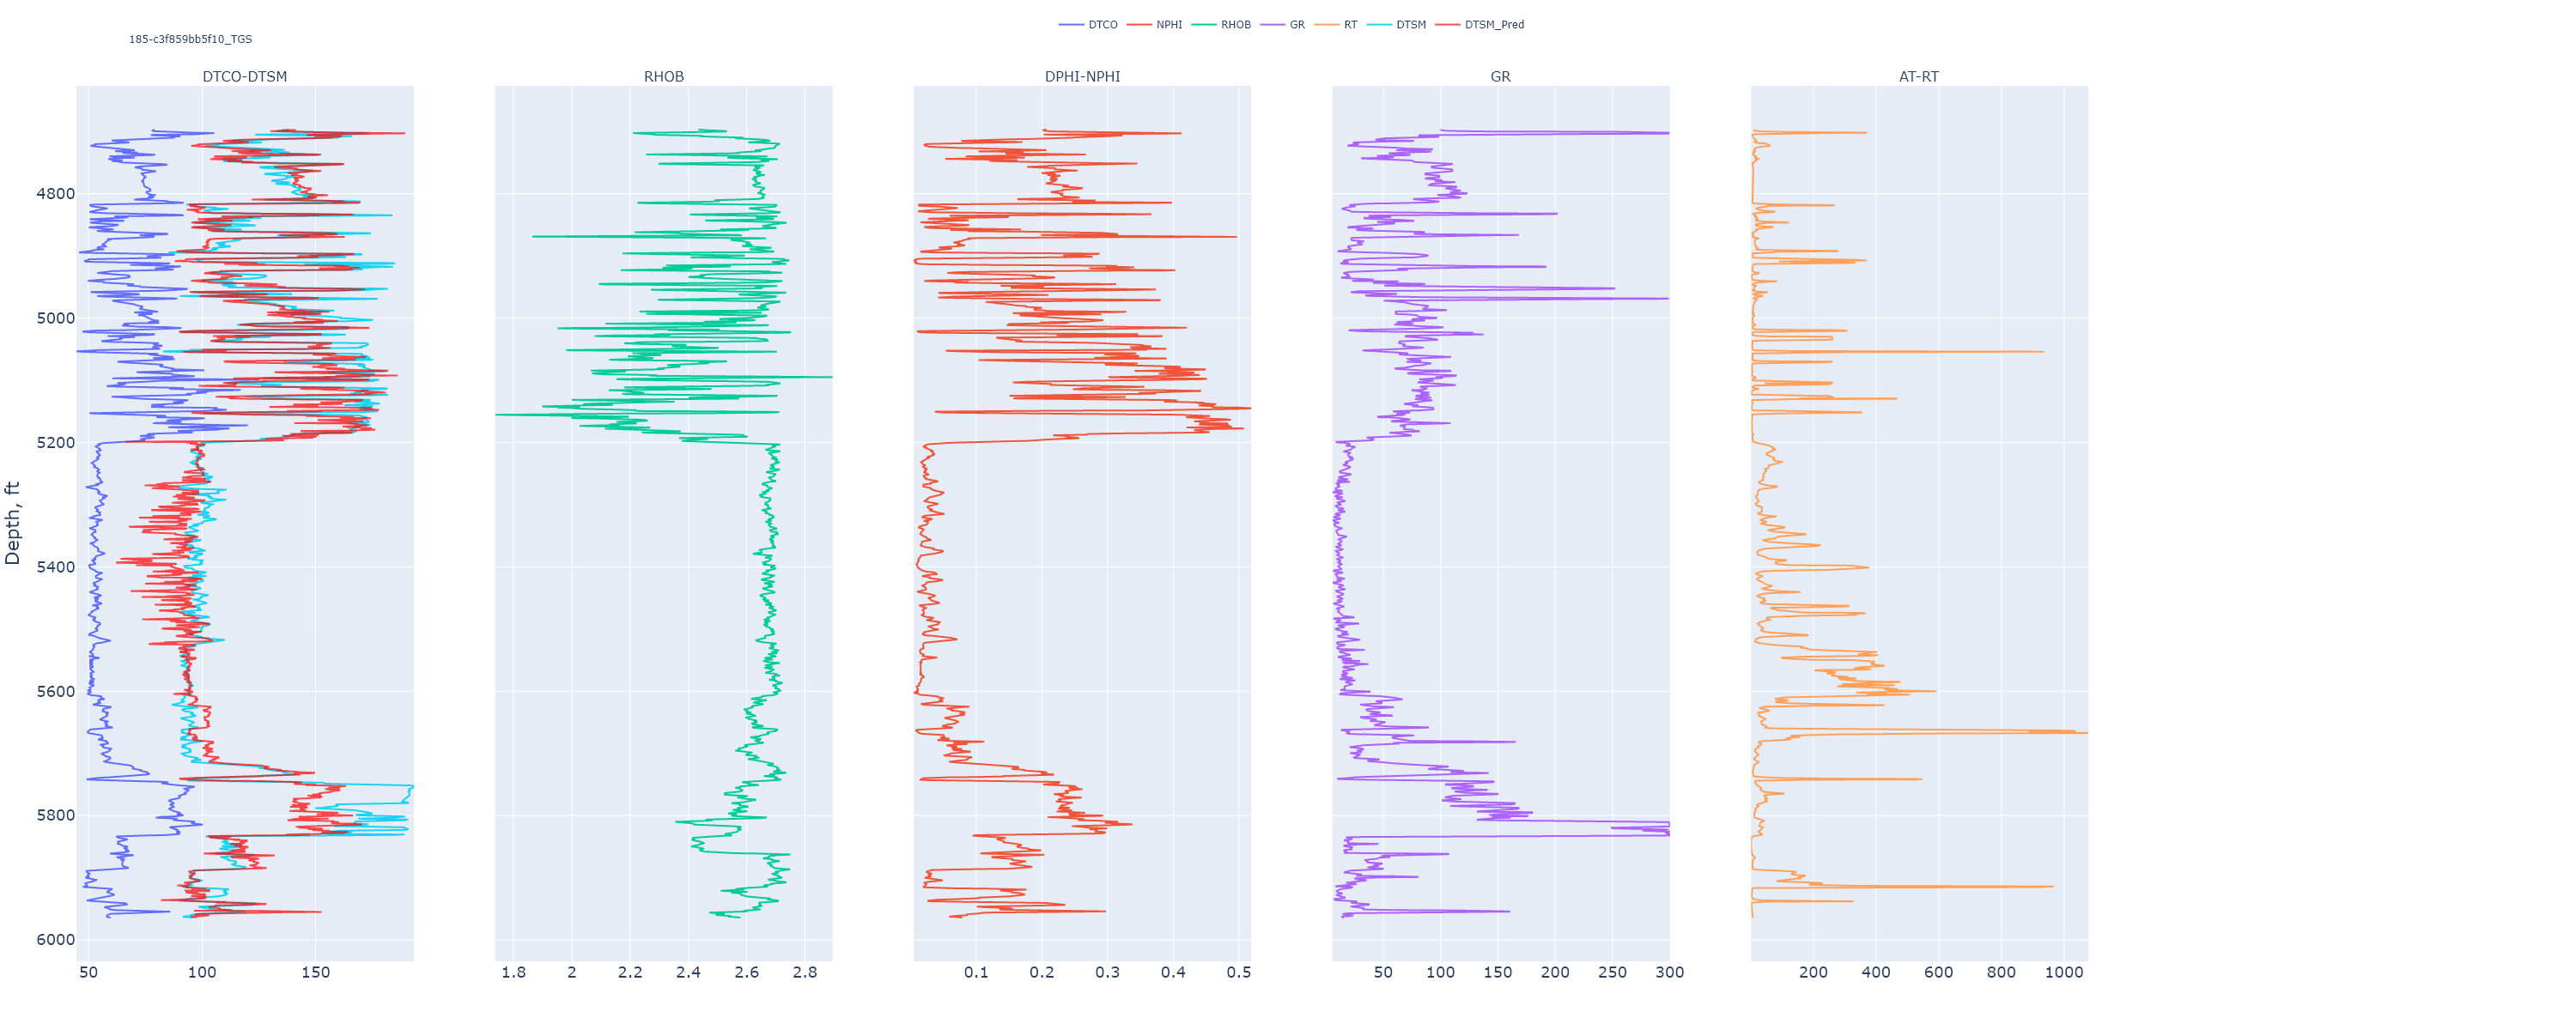 DTCO NPHI RHOB GR RT DTSM DTSM_Pred
185-c3f859bb5f10_TGS
DTCO-DTSM RHOB DPHI-NPHI GR AT-RT
Depth, ft
4800
5000
5200
5400
5600
5800
6000
50 100 150 1.8 2 2.2 2.4 2.6 2.8 0.1 0.2 0.3 0.4 0.5 50 100 150 200 250 300 200 400 600 800 1000